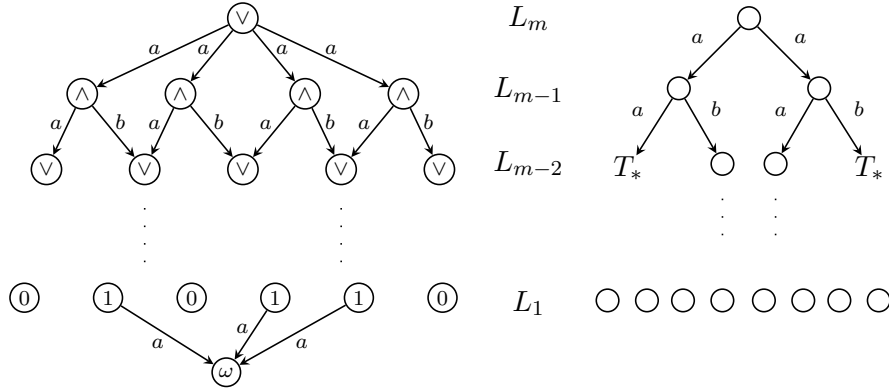 ∨ L_m
a a a a a a
∧ ∧ ∧ ∧ L_{m−1}
a b a b a b a b a b a b
∨ ∨ ∨ ∨ ∨ L_{m−2} T_* T_*
0 1 0 1 1 0 L_1
a a a
ω